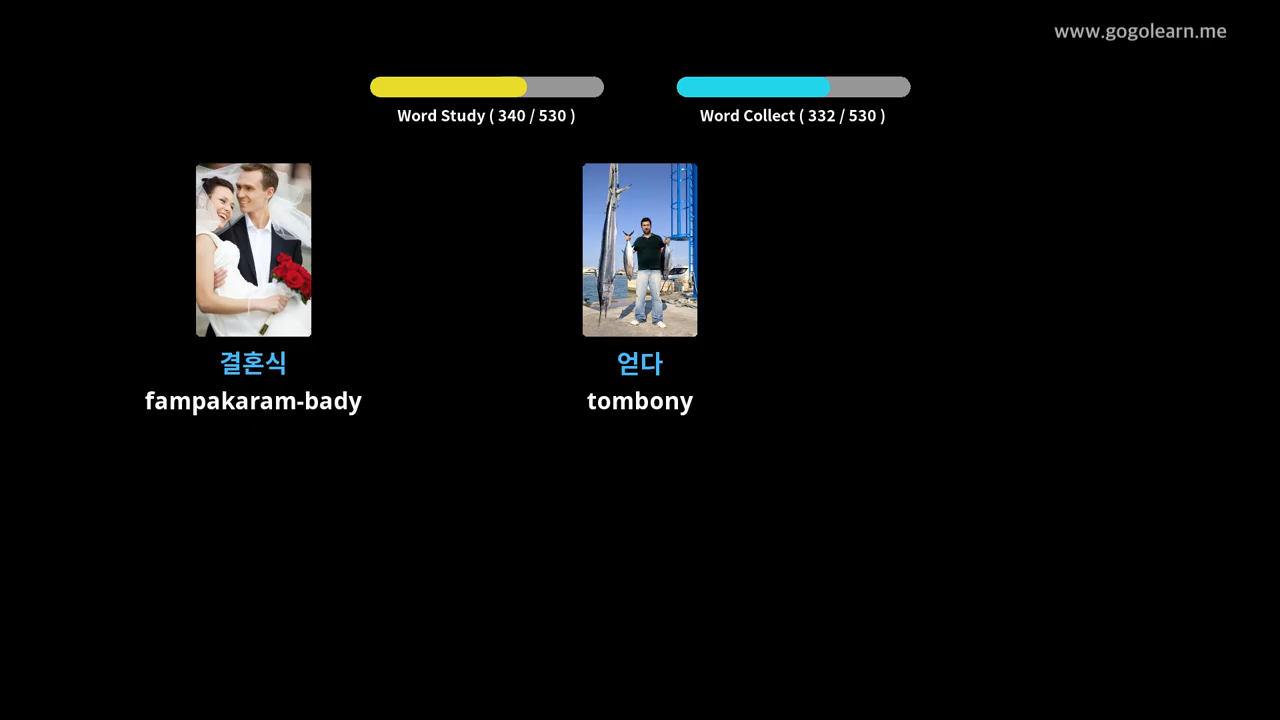 www.gogolearn.me
Word Study ( 340 / 530 )
Word Collect ( 332 / 530 )
결혼식
fampakaram-bady
얻다
tombony